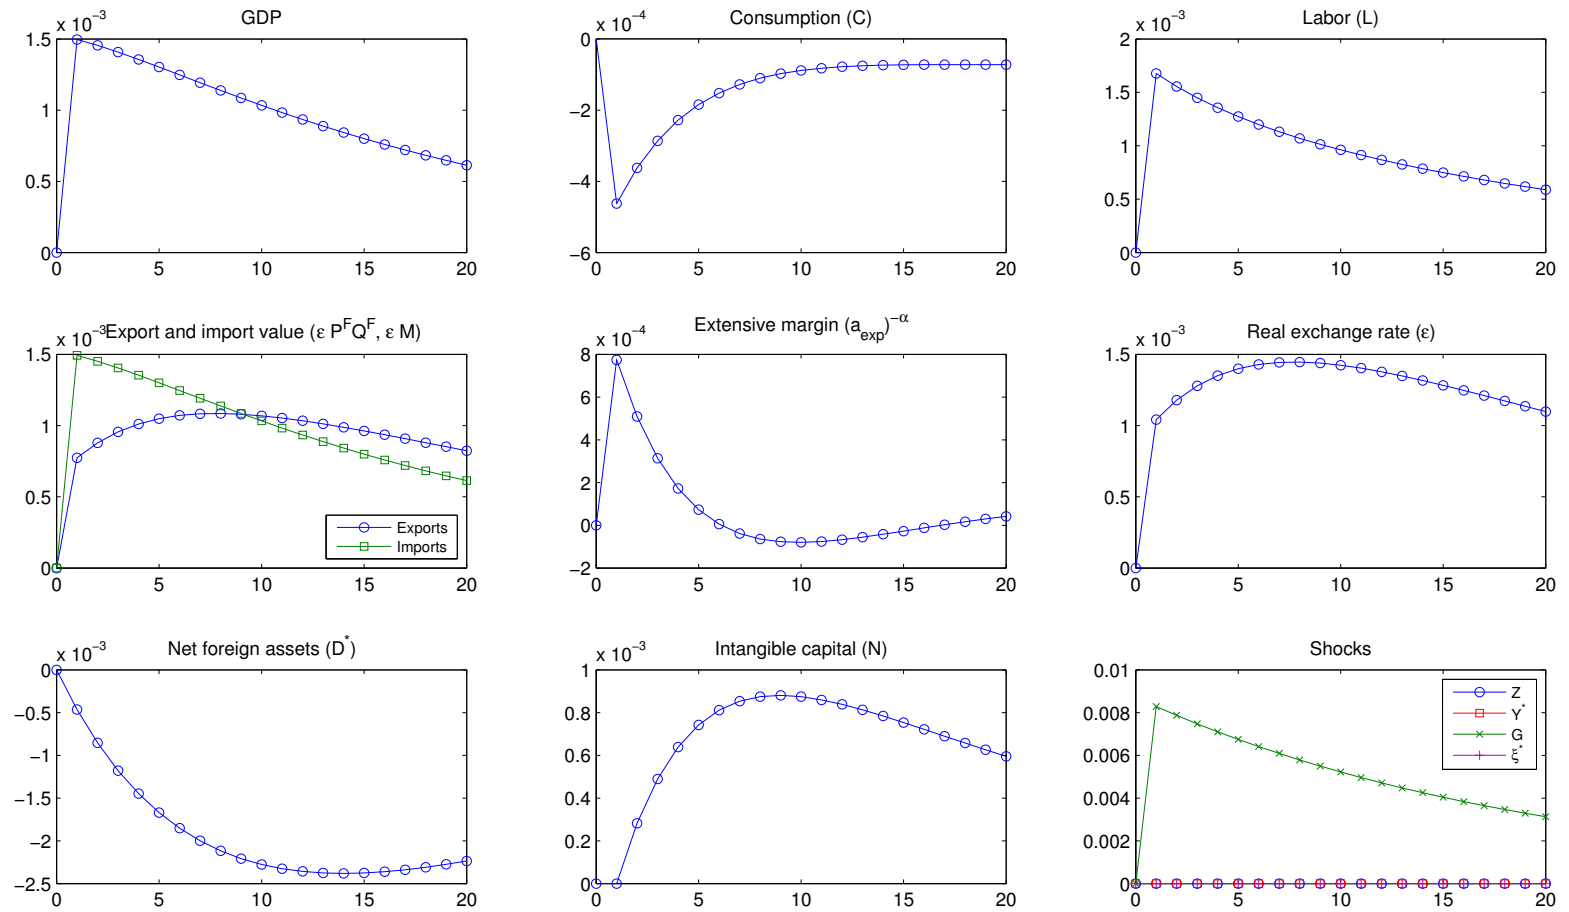 GDP
x 10⁻³
1.5
1
0.5
0
0 5 10 15 20
Consumption (C)
x 10⁻⁴
0
−2
−4
−6
0 5 10 15 20
Labor (L)
x 10⁻³
2
1.5
1
0.5
0
0 5 10 15 20
x 10⁻³ Export and import value (ε P^F Q^F, ε M)
1.5
1
0.5
0
0 5 10 15 20
Exports
Imports
Extensive margin (a_exp)^−α
x 10⁻⁴
8
6
4
2
0
−2
0 5 10 15 20
Real exchange rate (ε)
x 10⁻³
1.5
1
0.5
0
0 5 10 15 20
Net foreign assets (D*)
x 10⁻³
0
−0.5
−1
−1.5
−2
−2.5
0 5 10 15 20
Intangible capital (N)
x 10⁻³
1
0.8
0.6
0.4
0.2
0
0 5 10 15 20
Shocks
0.01
0.008
0.006
0.004
0.002
0
0 5 10 15 20
Z
Y*
G
ξ*